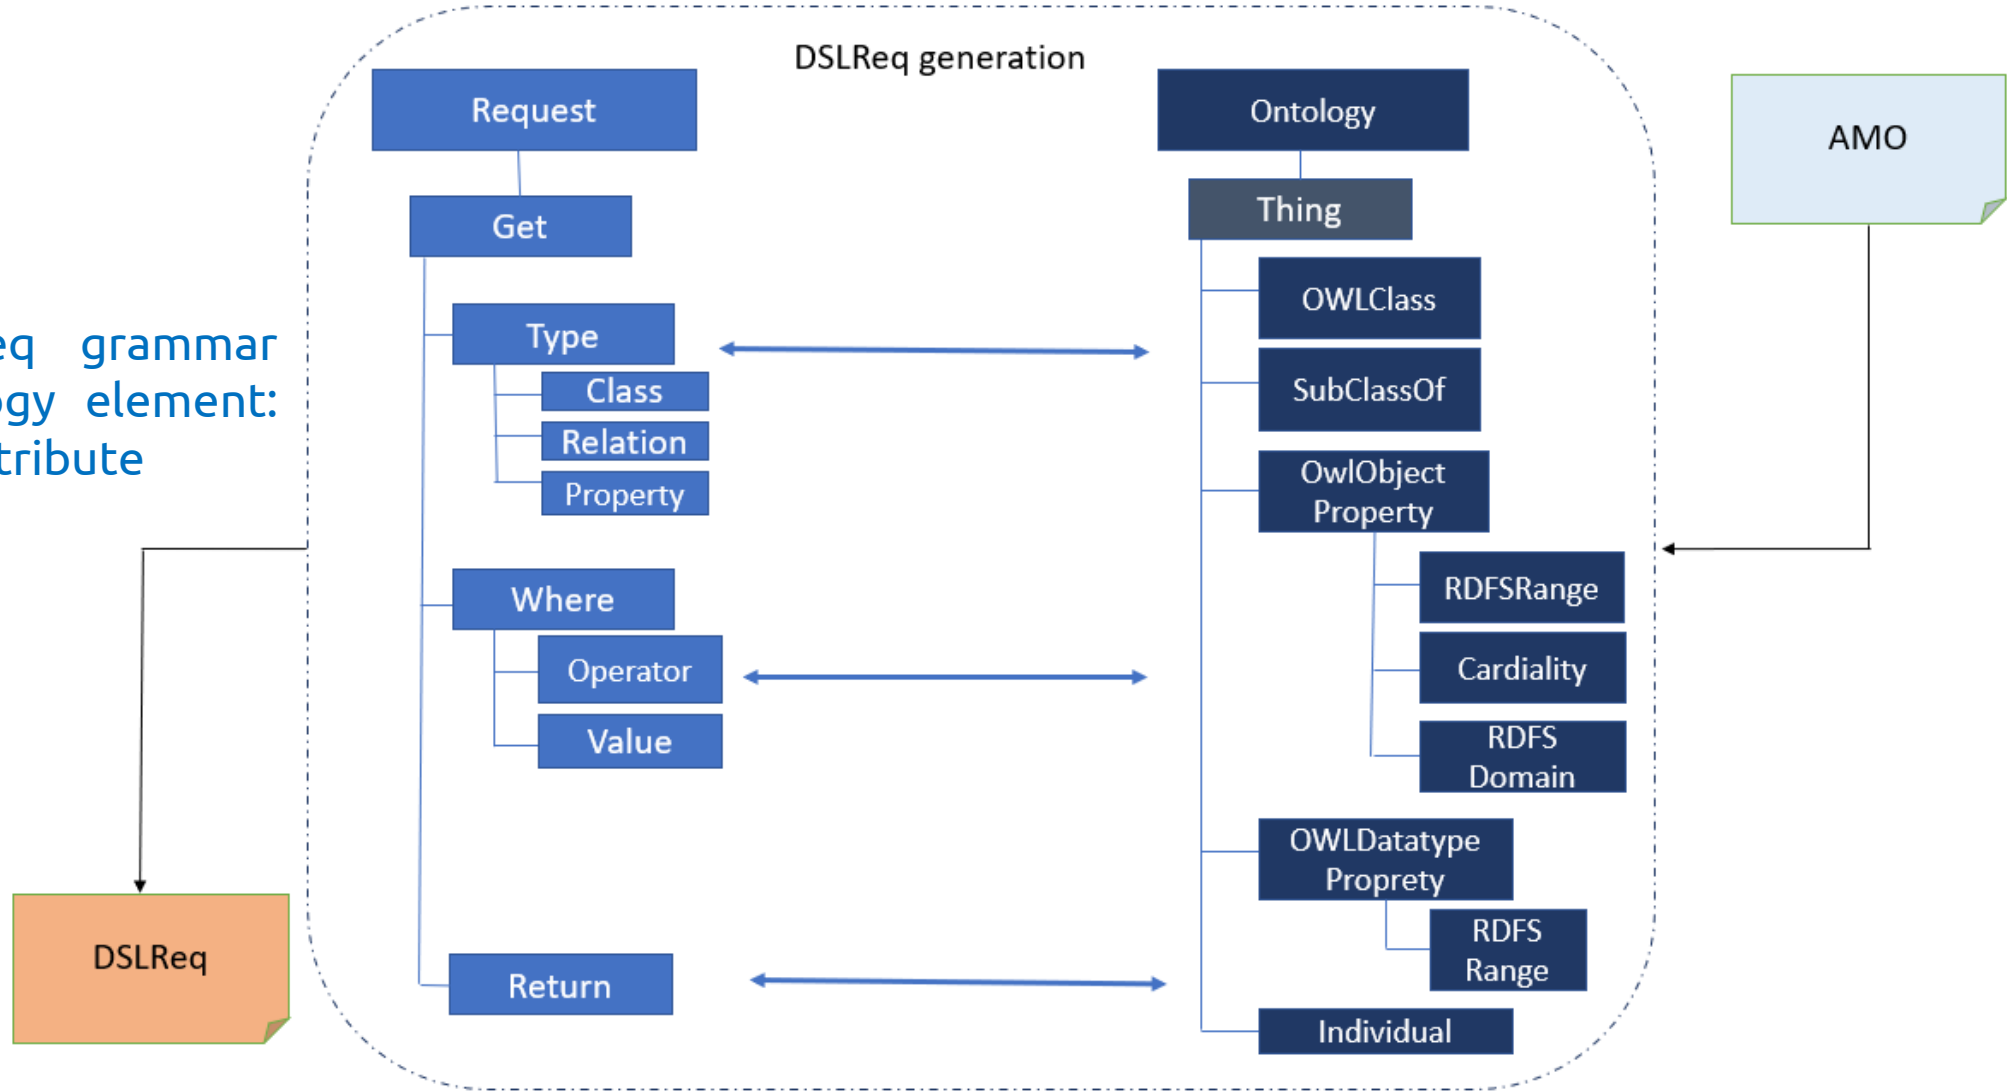 DSLReq generation
Request
Get
Type
Class
Relation
Property
Where
Operator
Value
Return
Ontology
Thing
OWLClass
SubClassOf
OwlObject
Property
RDFSRange
Cardiality
RDFS
Domain
OWLDatatype
Proprety
RDFS
Range
Individual
AMO
grammar
element:
DSLReq